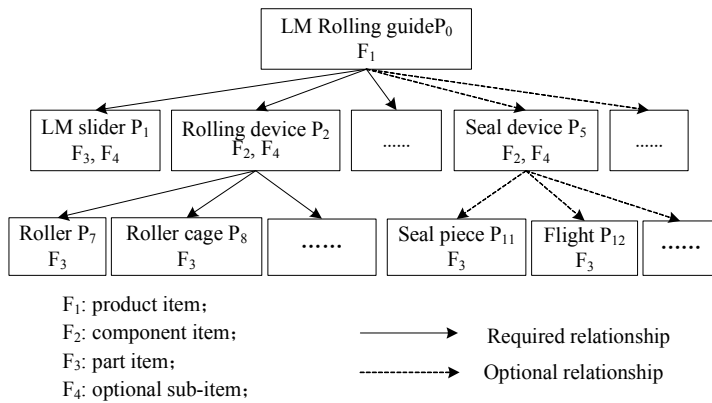 LM Rolling guideP₀
F₁
LM slider P₁
F₃, F₄
Rolling device P₂
F₂, F₄
......
Seal device P₅
F₂, F₄
......
Roller P₇
F₃
Roller cage P₈
F₃
......
Seal piece P₁₁
F₃
Flight P₁₂
F₃
......
F₁: product item；
F₂: component item；
F₃: part item；
F₄: optional sub-item；
Required relationship
Optional relationship